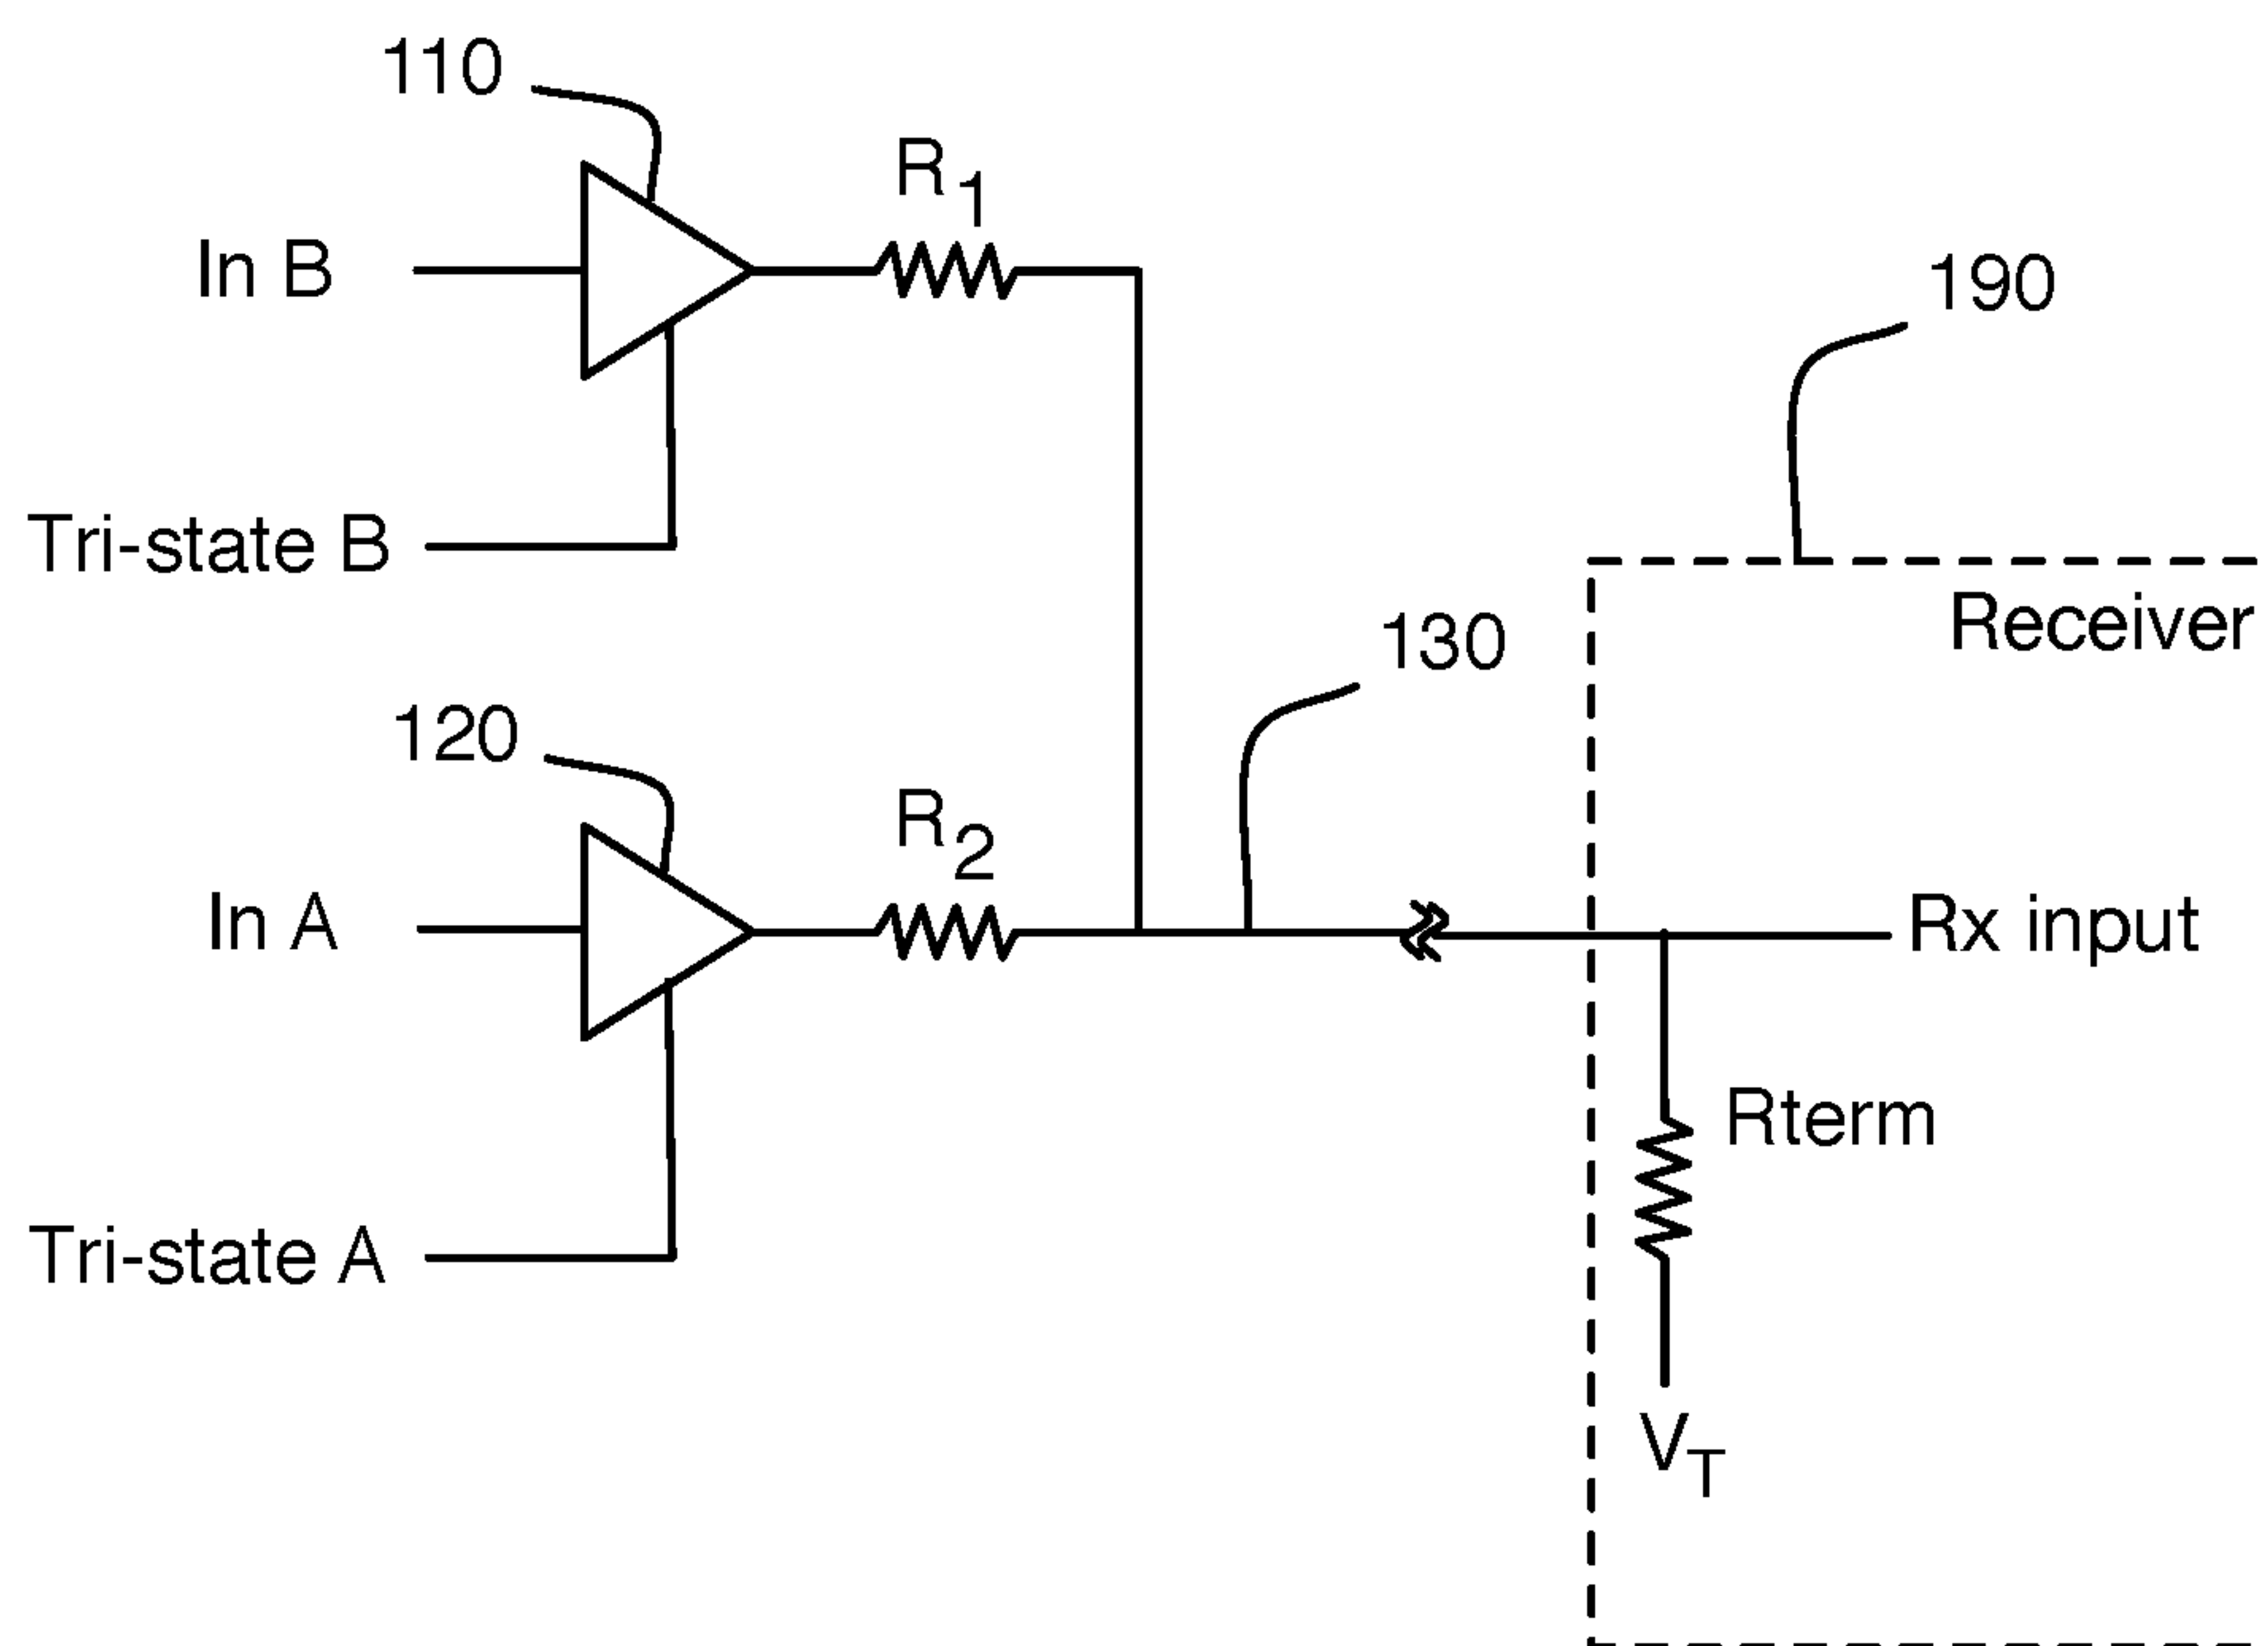 110
R1
In B
190
Tri-state B
Receiver
130
120
R2
In A
Rx input
Rterm
Tri-state A
VT